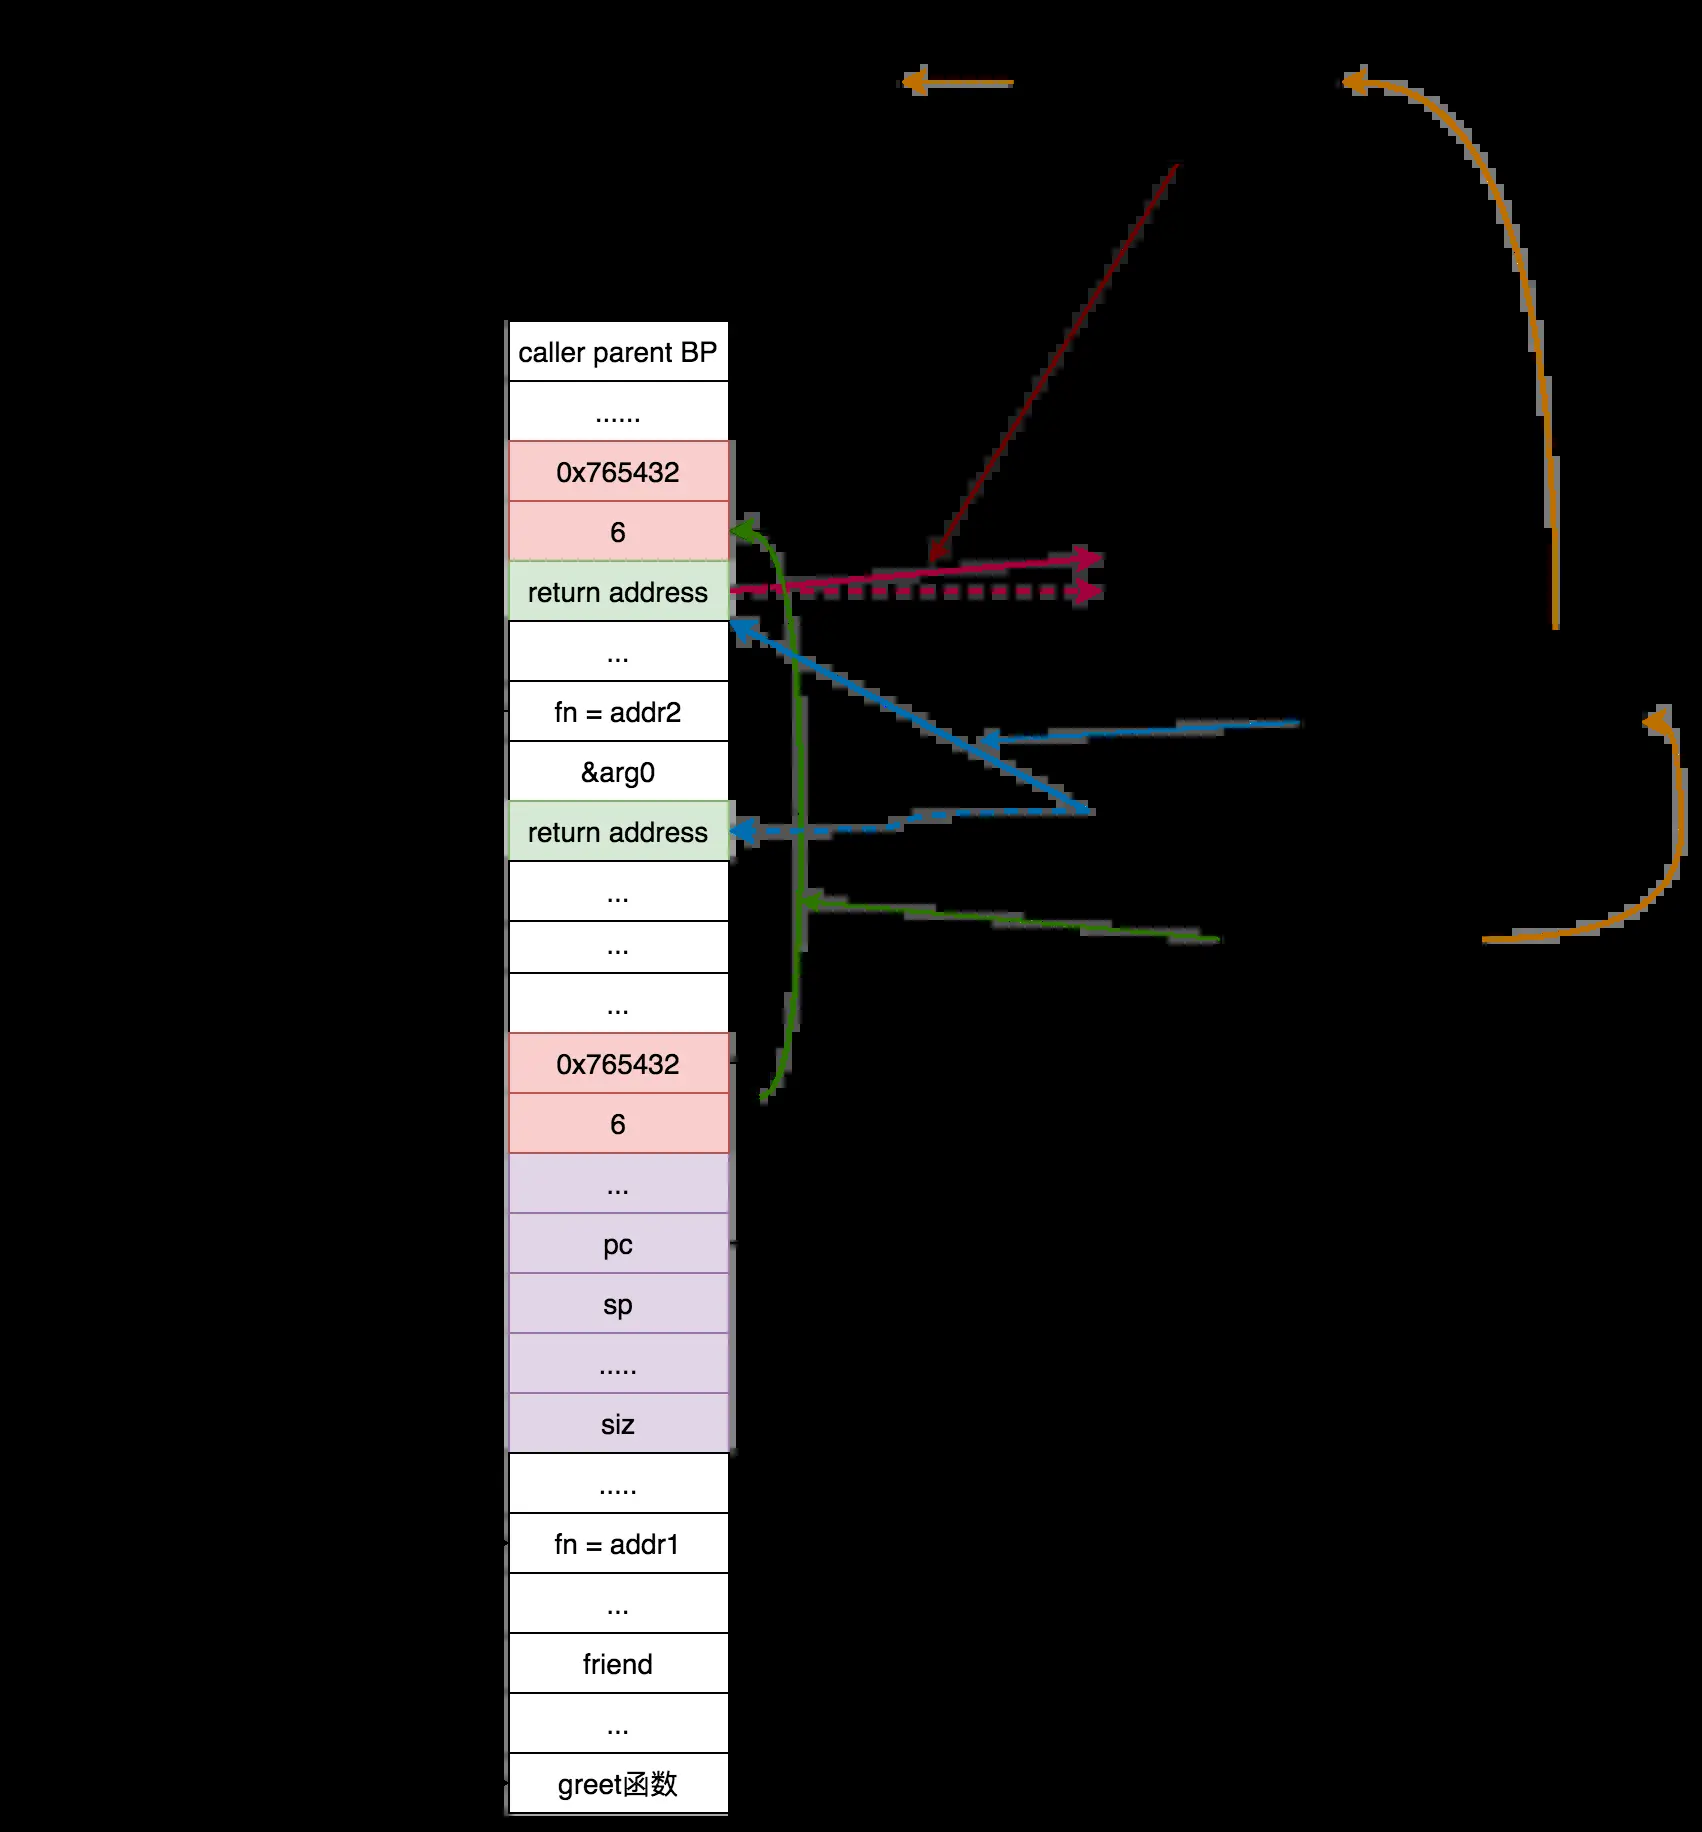 caller parent BP
......
0x765432
6
return address
...
fn = addr2
&arg0
return address
...
...
...
0x765432
6
...
pc
sp
.....
siz
.....
fn = addr1
...
friend
...
greet函数